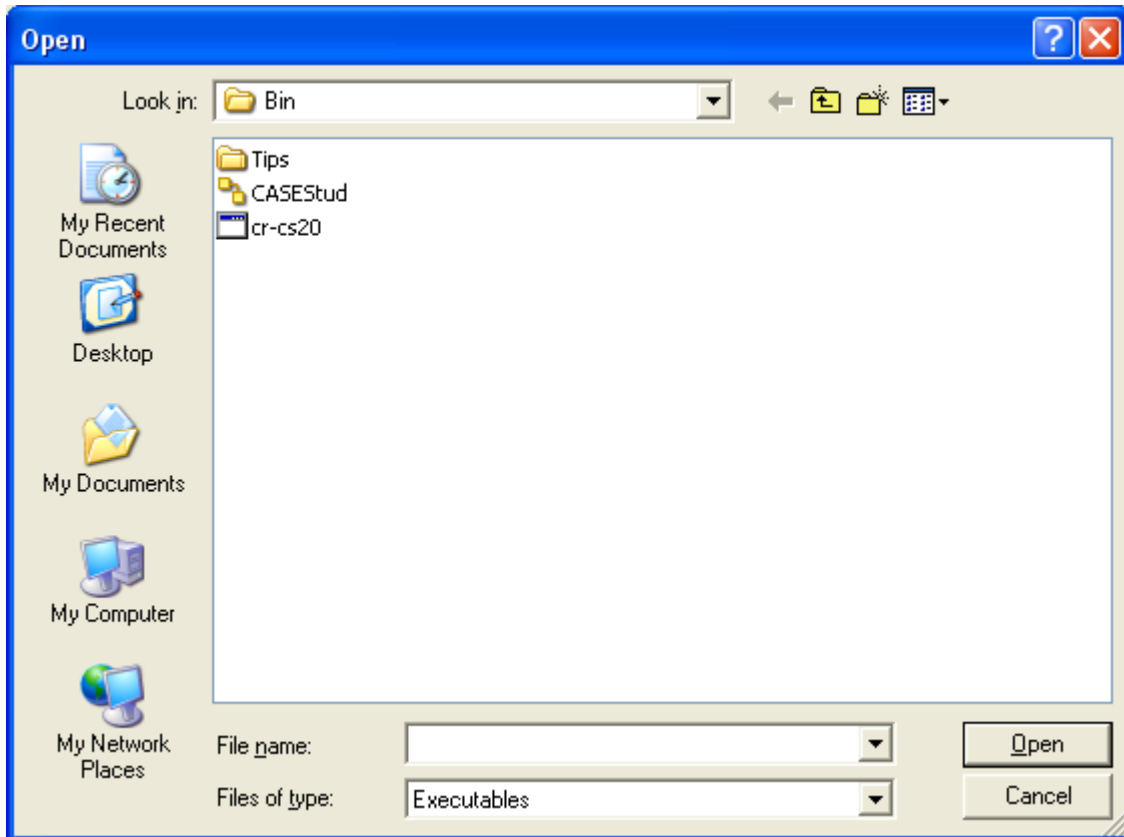 Open
Look in:
Bin
Tips
CASEStud
cr-cs20
My Recent
Documents
Desktop
My Documents
My Computer
My Network
Places
File name:
Open
Files of type:
Executables
Cancel